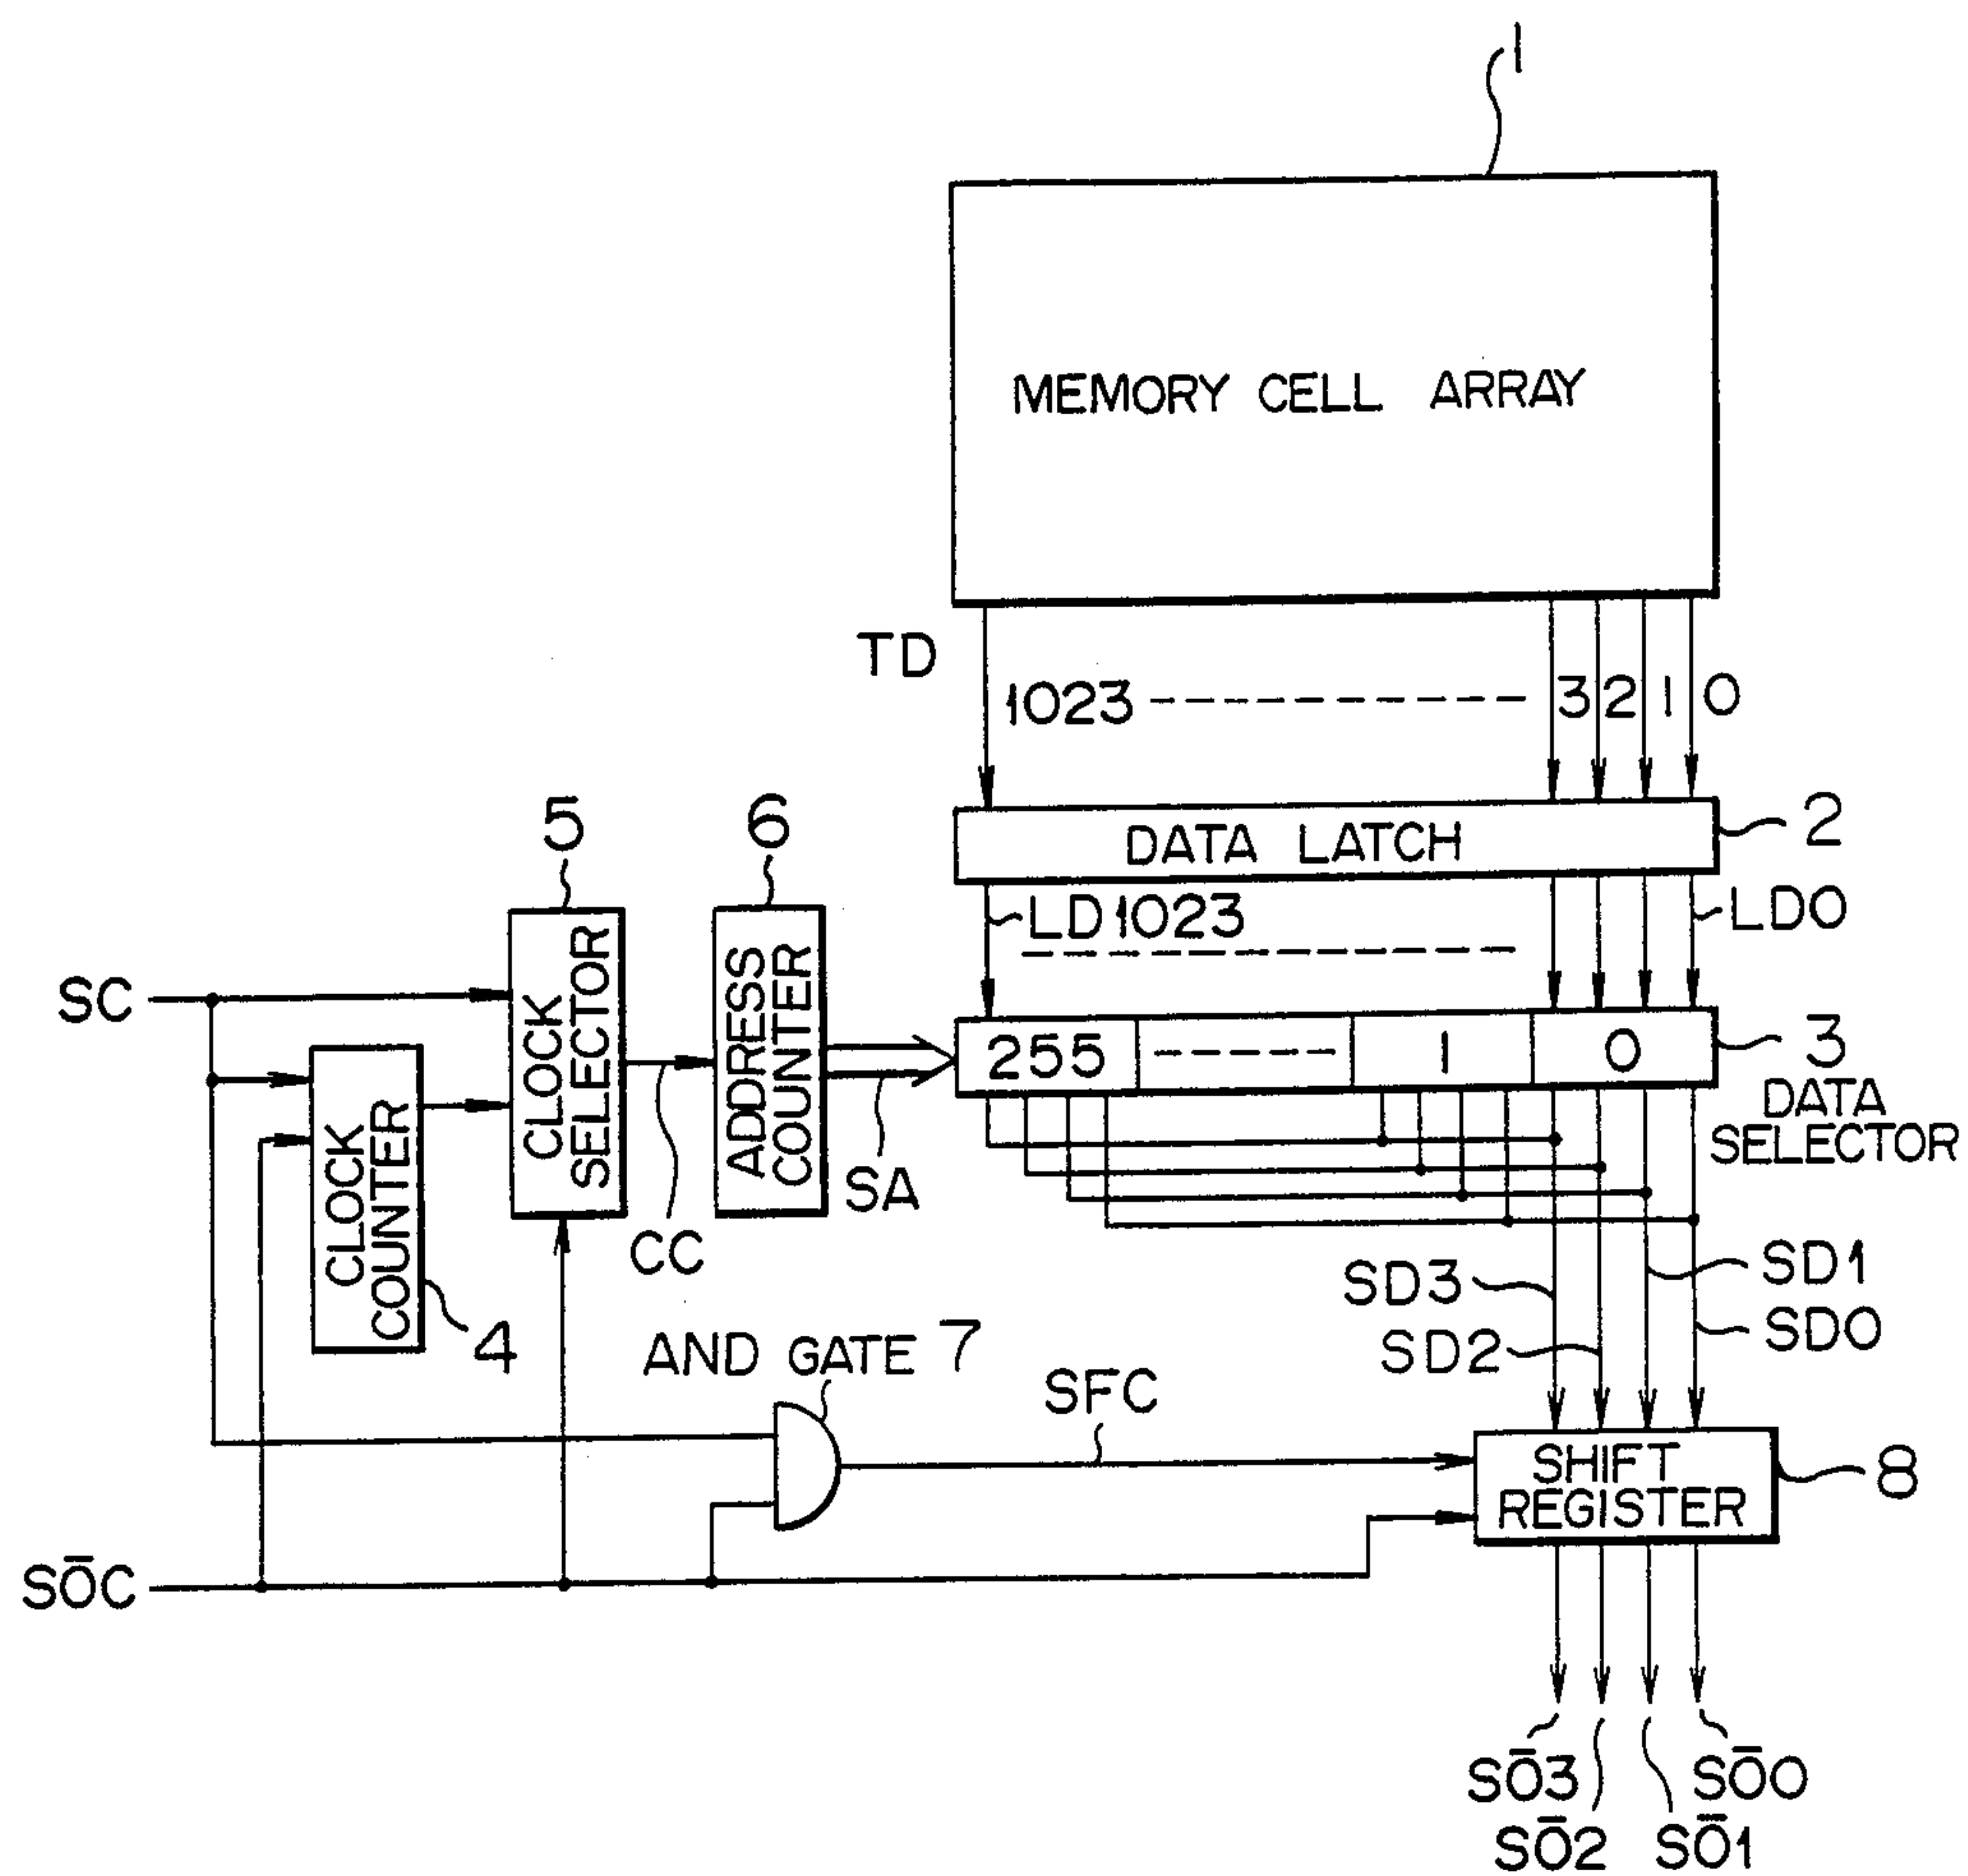 1
MEMORY CELL ARRAY
TD
1023 ---------- 3 2 1 0
DATA LATCH
2
5
6
LD1023
----------
LD0
SC
CLOCK
SELECTOR
ADDRESS
COUNTER
255 ----- 1 0
3
DATA
SELECTOR
CLOCK
COUNTER
4
CC
SA
SD3
SD1
SD2
SD0
AND GATE 7
SFC
SHIFT
REGISTER
8
SŌC
SŌ3
SŌ0
SŌ2
SŌ1